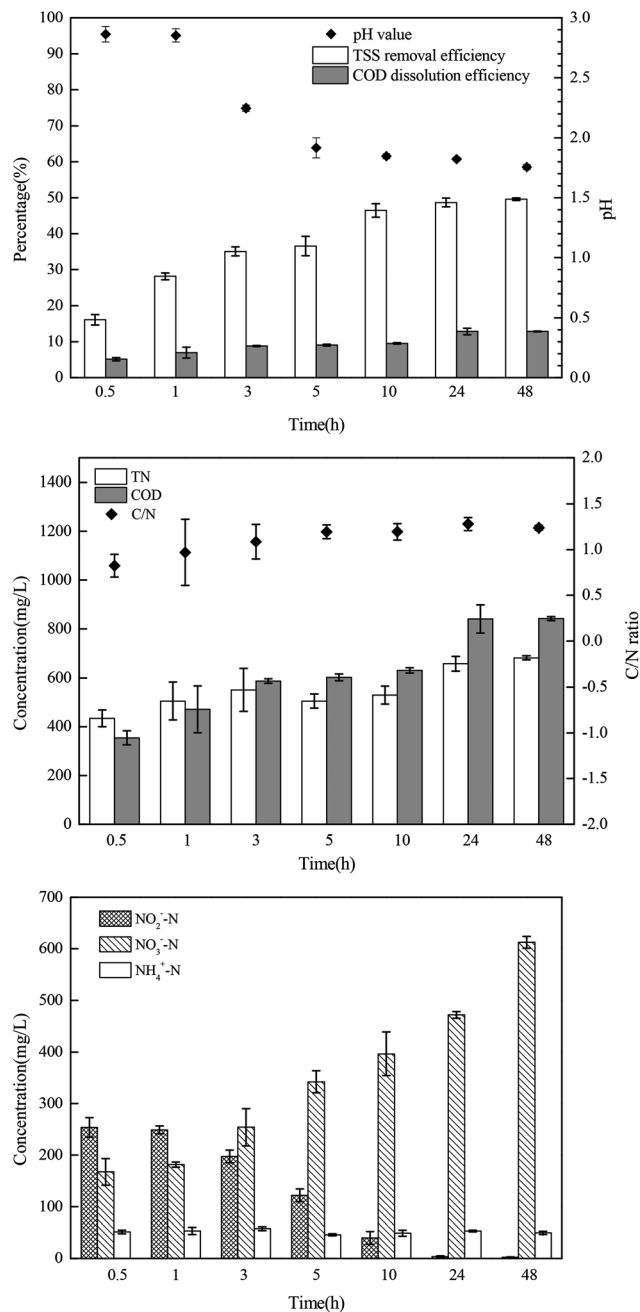 100
90
80
70
60
50
40
30
20
10
0
Percentage(%)
pH value
TSS removal efficiency
COD dissolution efficiency
3.0
2.5
2.0
1.5
1.0
0.5
0.0
pH
0.5 1 3 5 10 24 48
Time(h)
1400
1200
1000
800
600
400
200
0
Concentration(mg/L)
TN
COD
C/N
2.0
1.5
1.0
0.5
0.0
-0.5
-1.0
-1.5
-2.0
C/N ratio
0.5 1 3 5 10 24 48
Time(h)
700
600
500
400
300
200
100
0
Concentration(mg/L)
NO₂⁻-N
NO₃⁻-N
NH₄⁺-N
0.5 1 3 5 10 24 48
Time(h)